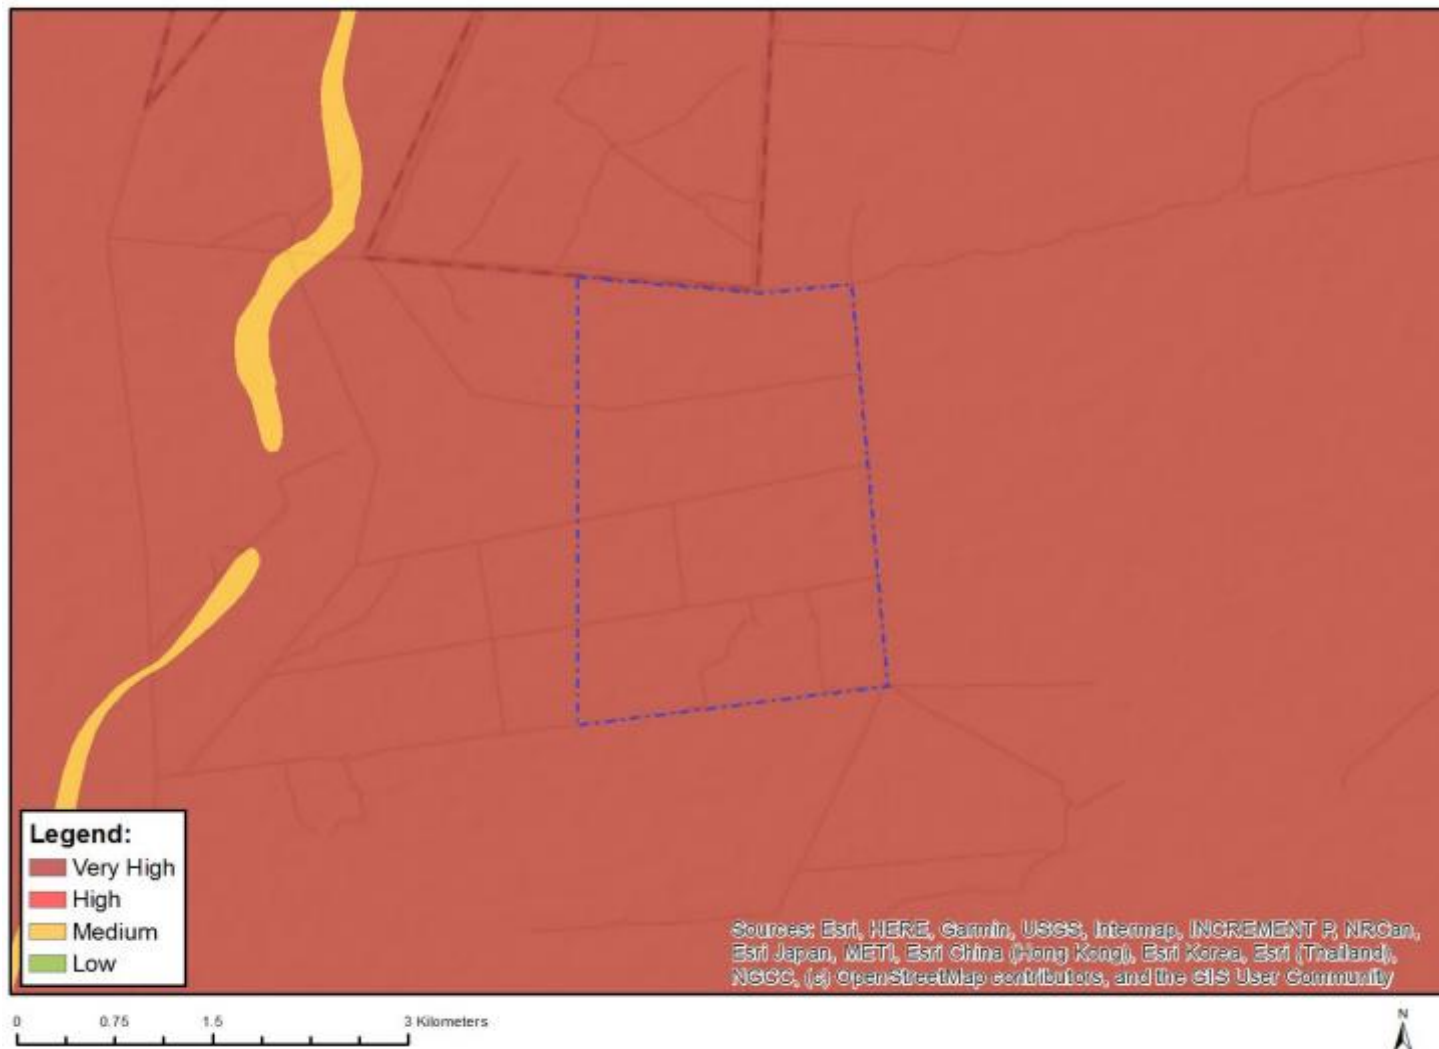 Legend:
Very High
High
Medium
Low
Sources: Esri, HERE, Garmin, USGS, Intermap, INCREMENT P, NRCan,
Esri Japan, METI, Esri China (Hong Kong), Esri Korea, Esri (Thailand),
NGCC, (c) OpenStreetMap contributors, and the GIS User Community
0 0.75 1.5 3 Kilometers
N